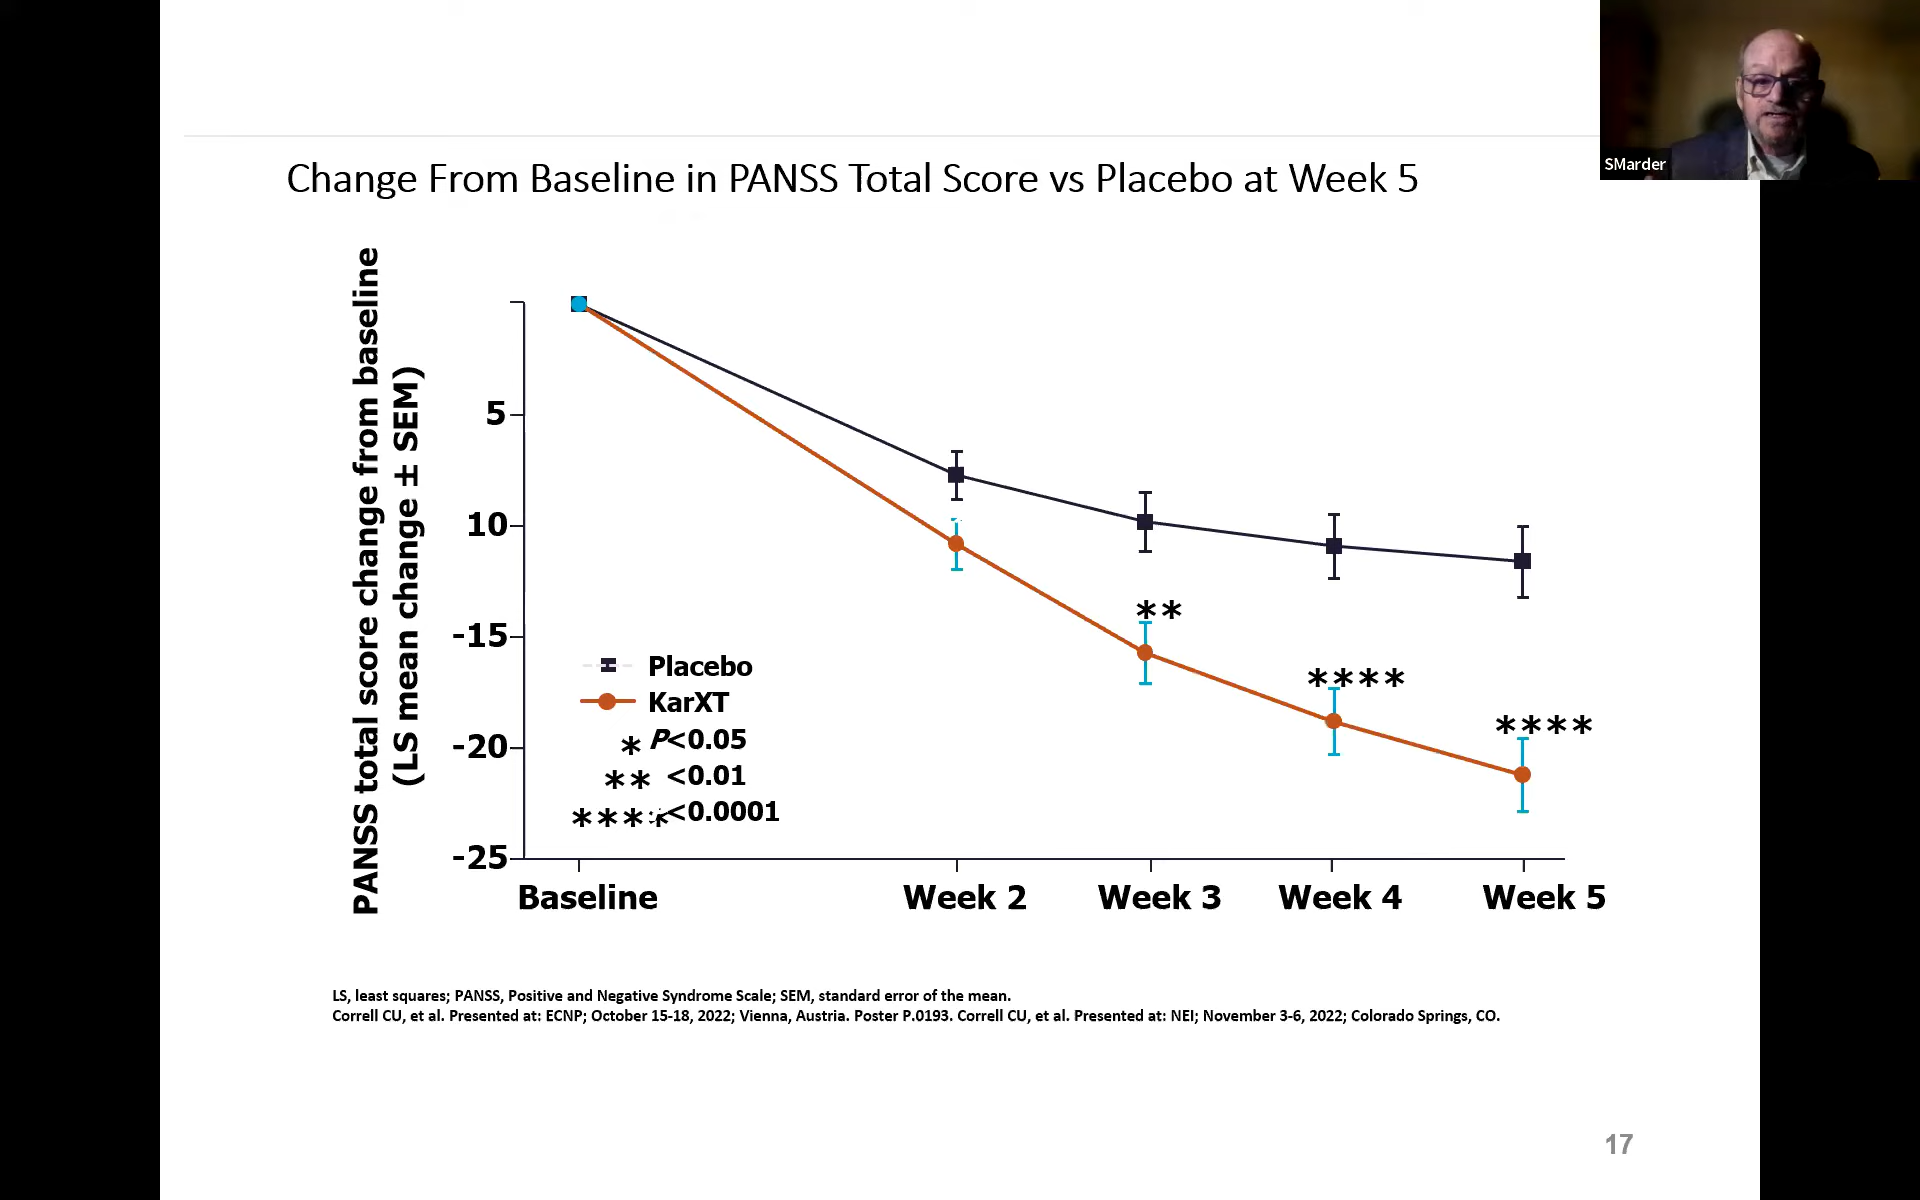 SMarder
Change From Baseline in PANSS Total Score vs Placebo at Week 5
PANSS total score change from baseline
(LS mean change ± SEM)
5
10
-15
-20
-25
Placebo
KarXT
* P<0.05
** <0.01
**** <0.0001
**
****
****
Baseline
Week 2
Week 3
Week 4
Week 5
LS, least squares; PANSS, Positive and Negative Syndrome Scale; SEM, standard error of the mean.
Correll CU, et al. Presented at: ECNP; October 15-18, 2022; Vienna, Austria. Poster P.0193. Correll CU, et al. Presented at: NEI; November 3-6, 2022; Colorado Springs, CO.
17